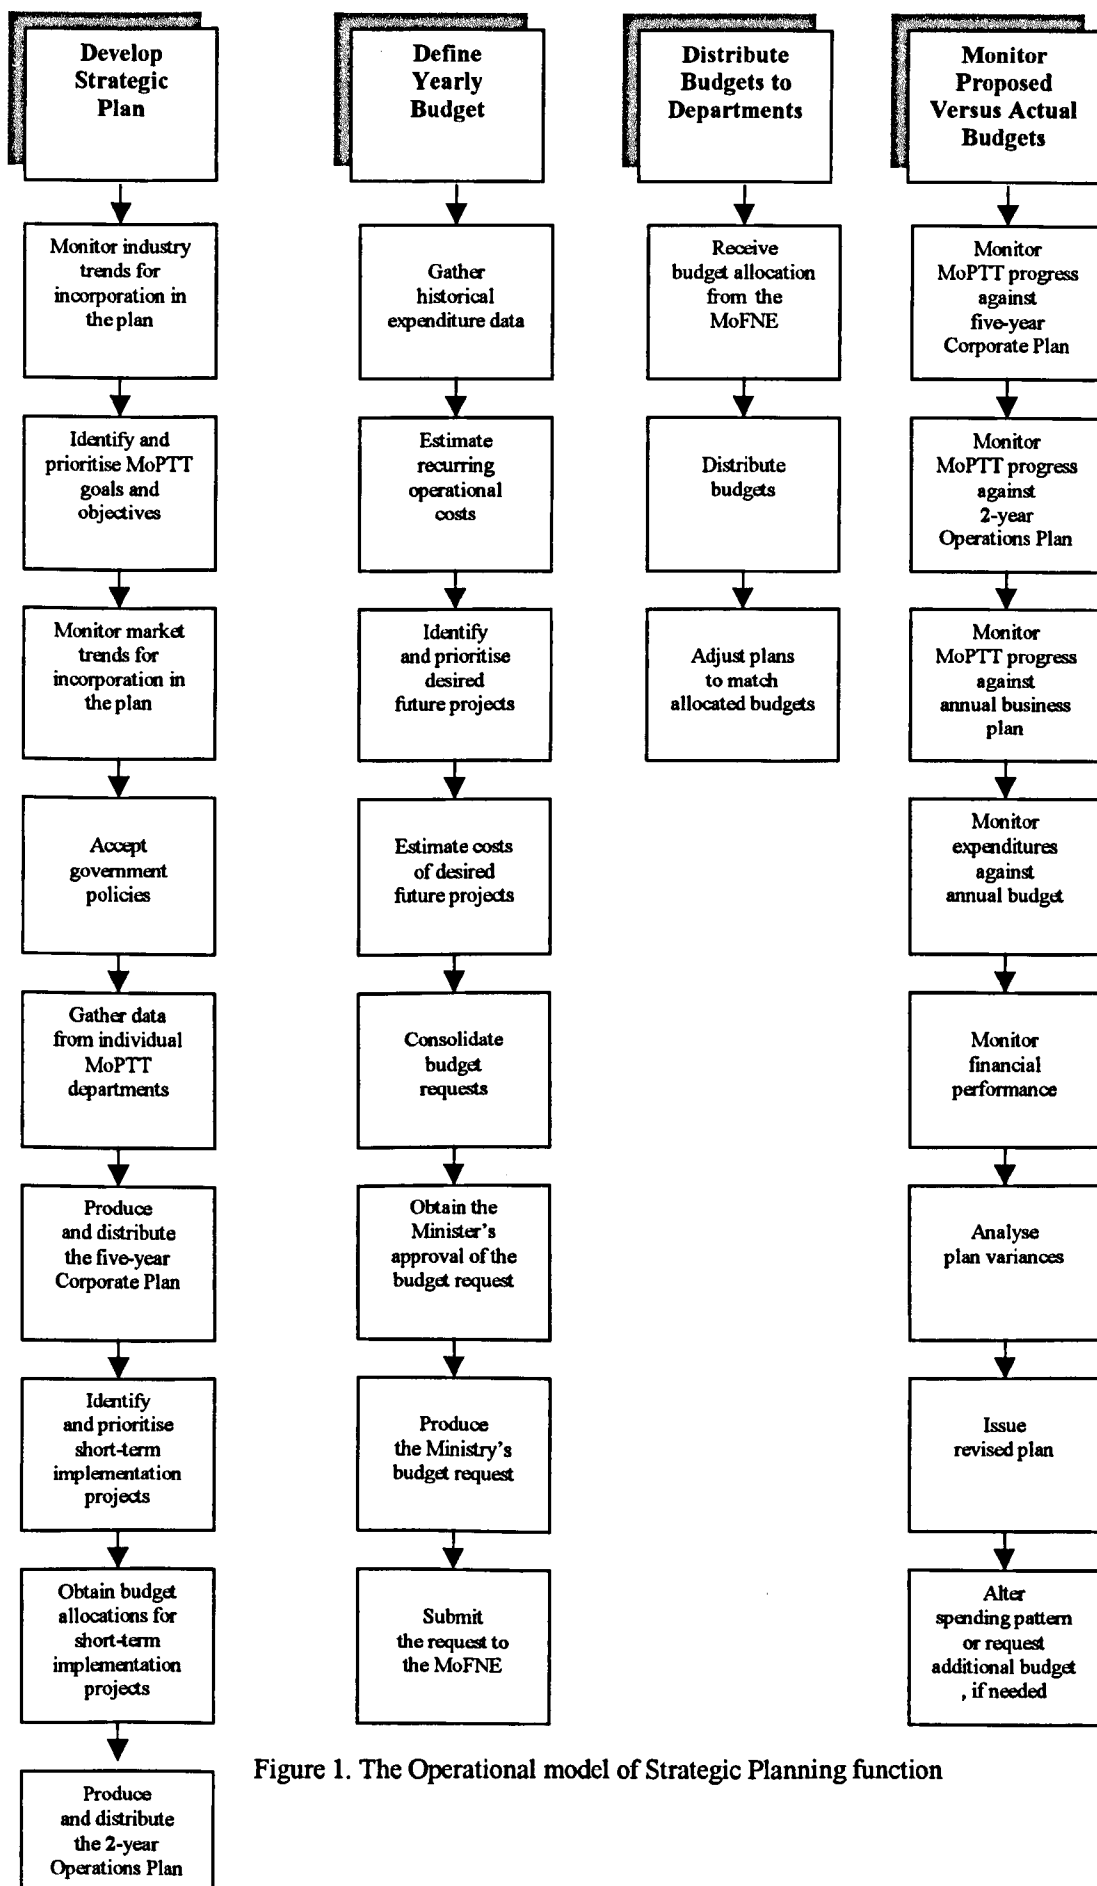 Develop
Strategic
Plan
Monitor industry
trends for
incorporation in
the plan
Identify and
prioritise MoPTT
goals and
objectives
Monitor market
trends for
incorporation in
the plan
Accept
government
policies
Gather data
from individual
MoPTT
departments
Produce
and distribute
the five-year
Corporate Plan
Identify
and prioritise
short-term
implementation
projects
Obtain budget
allocations for
short-term
implementation
projects
Produce
and distribute
the 2-year
Operations Plan
Define
Yearly
Budget
Gather
historical
expenditure data
Estimate
recurring
operational
costs
Identify
and prioritise
desired
future projects
Estimate costs
of desired
future projects
Consolidate
budget
requests
Obtain the
Minister's
approval of the
budget request
Produce
the Ministry's
budget request
Submit
the request to
the MoFNE
Distribute
Budgets to
Departments
Receive
budget allocation
from the
MoFNE
Distribute
budgets
Adjust plans
to match
allocated budgets
Monitor
Proposed
Versus Actual
Budgets
Monitor
MoPTT progress
against
five-year
Corporate Plan
Monitor
MoPTT progress
against
2-year
Operations Plan
Monitor
MoPTT progress
against
annual business
plan
Monitor
expenditures
against
annual budget
Monitor
financial
performance
Analyse
plan variances
Issue
revised plan
Alter
spending pattern
or request
additional budget
, if needed
Figure 1. The Operational model of Strategic Planning function